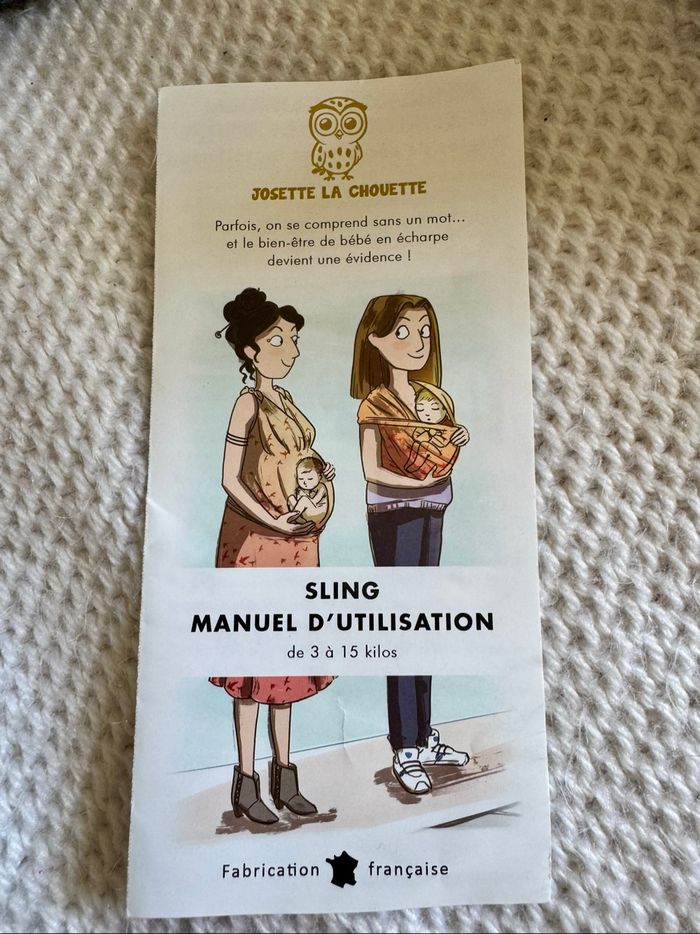 JOSETTE LA CHOUETTE
Parfois, on se comprend sans un mot...
et le bien-être de bébé en écharpe
devient une évidence !
SLING
MANUEL D'UTILISATION
de 3 à 15 kilos
Fabrication française